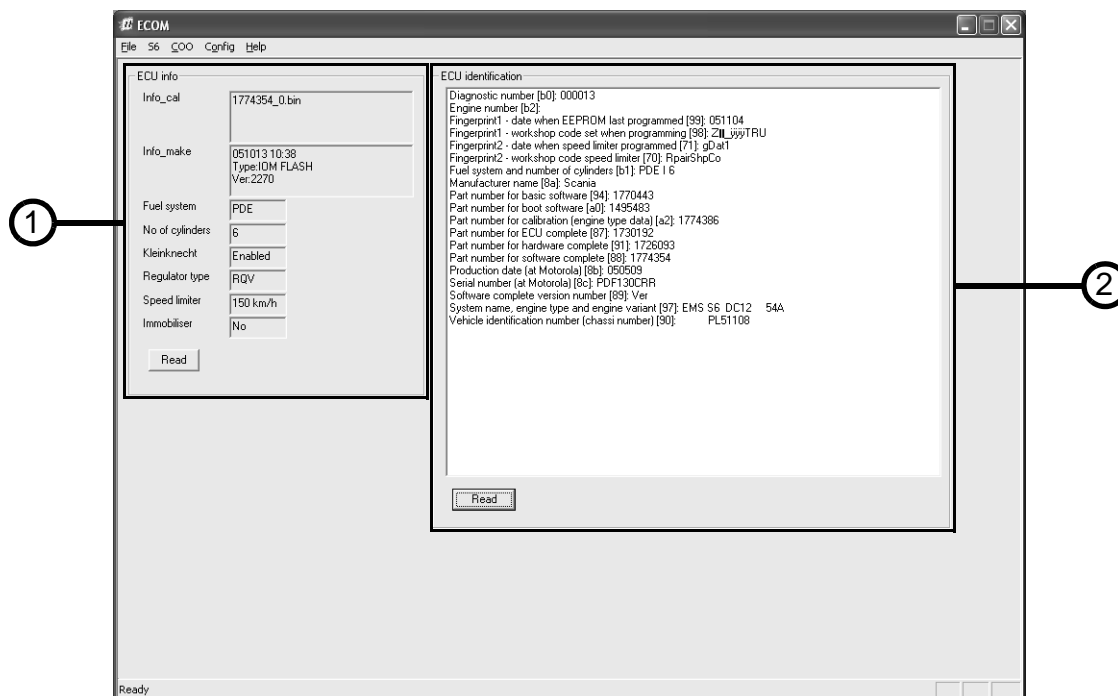 ECOM
File S6 COO Config Help
1
ECU info
Info_cal
1774354_0.bin
Info_make
051013 10:38
Type:IOM FLASH
Ver:2270
Fuel system PDE
No of cylinders 6
Kleinknecht Enabled
Regulator type RQV
Speed limiter 150 km/h
Immobiliser No
Read
2
ECU identification
Diagnostic number [b0]: 000013
Engine number [b2]:
Fingerprint1 - date when EEPROM last programmed [99]: 051104
Fingerprint1 - workshop code set when programming [98]:
Fingerprint2 - date when speed limiter programmed [71]: gDat1
Fingerprint2 - workshop code speed limiter [70]: RpairShpCo
Fuel system and number of cylinders [b1]: PDE I 6
Manufacturer name [8a]: Scania
Part number for basic software [94]: 1770443
Part number for boot software [a0]: 1495483
Part number for calibration (engine type data) [a2]: 1774386
Part number for ECU complete [87]: 1730192
Part number for hardware complete [91]: 1726093
Part number for software complete [88]: 1774354
Production date (at Motorola) [8b]: 050509
Serial number (at Motorola) [8c]: PDF130CRR
Software complete version number [89]: Ver
System name, engine type and engine variant [97]: EMS S6 DC12 54A
Vehicle identification number (chassi number) [90]: PL51108
Read
Ready